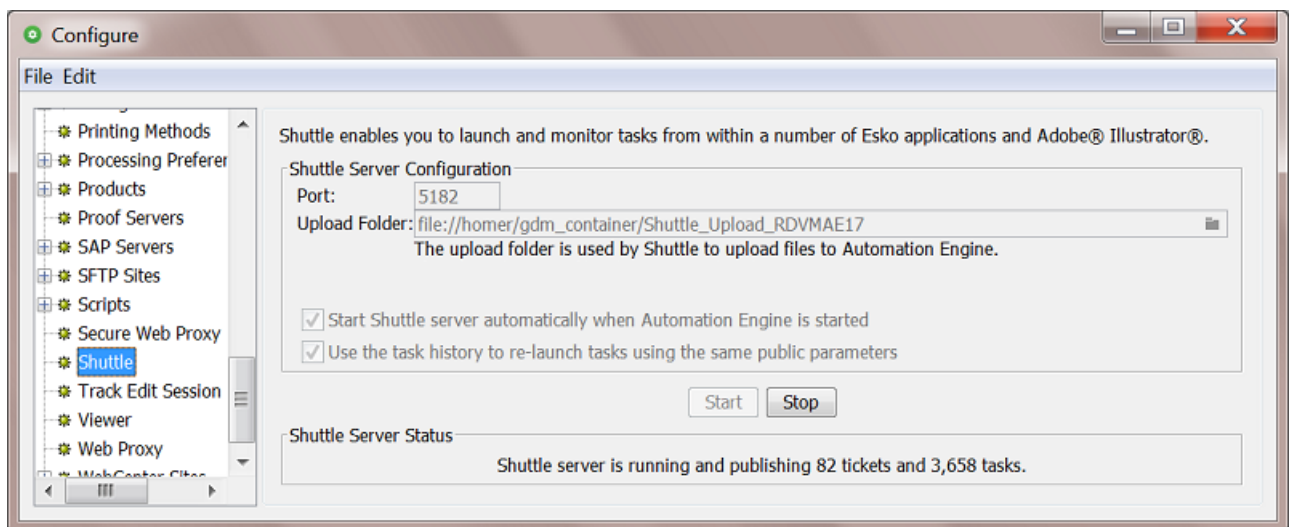 Configure
File Edit
Printing Methods
Processing Preferer
Products
Proof Servers
SAP Servers
SFTP Sites
Scripts
Secure Web Proxy
Shuttle
Track Edit Session
Viewer
Web Proxy
WebCenter Sites
Shuttle enables you to launch and monitor tasks from within a number of Esko applications and Adobe® Illustrator®.
Shuttle Server Configuration
Port: 5182
Upload Folder: file://homer/gdm_container/Shuttle_Upload_RDVMAE17
The upload folder is used by Shuttle to upload files to Automation Engine.
Start Shuttle server automatically when Automation Engine is started
Use the task history to re-launch tasks using the same public parameters
Start Stop
Shuttle Server Status
Shuttle server is running and publishing 82 tickets and 3,658 tasks.